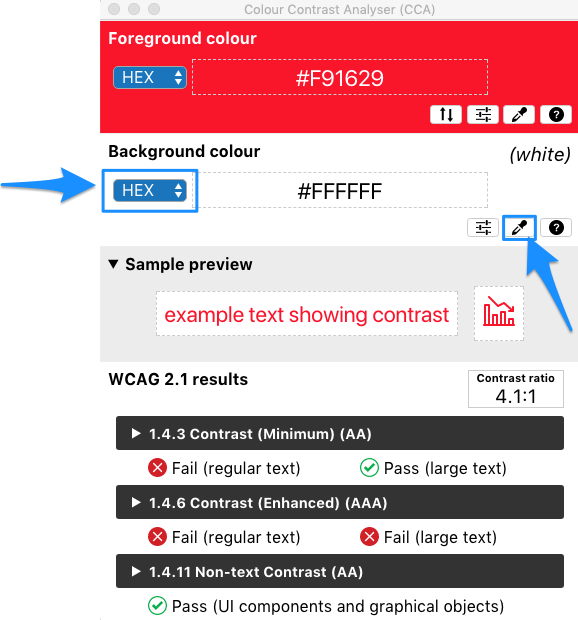 Colour Contrast Analyser (CCA)
Foreground colour
HEX #F91629
Background colour (white)
HEX #FFFFFF
Sample preview
example text showing contrast
WCAG 2.1 results
Contrast ratio
4.1:1
1.4.3 Contrast (Minimum) (AA)
Fail (regular text) Pass (large text)
1.4.6 Contrast (Enhanced) (AAA)
Fail (regular text) Fail (large text)
1.4.11 Non-text Contrast (AA)
Pass (UI components and graphical objects)